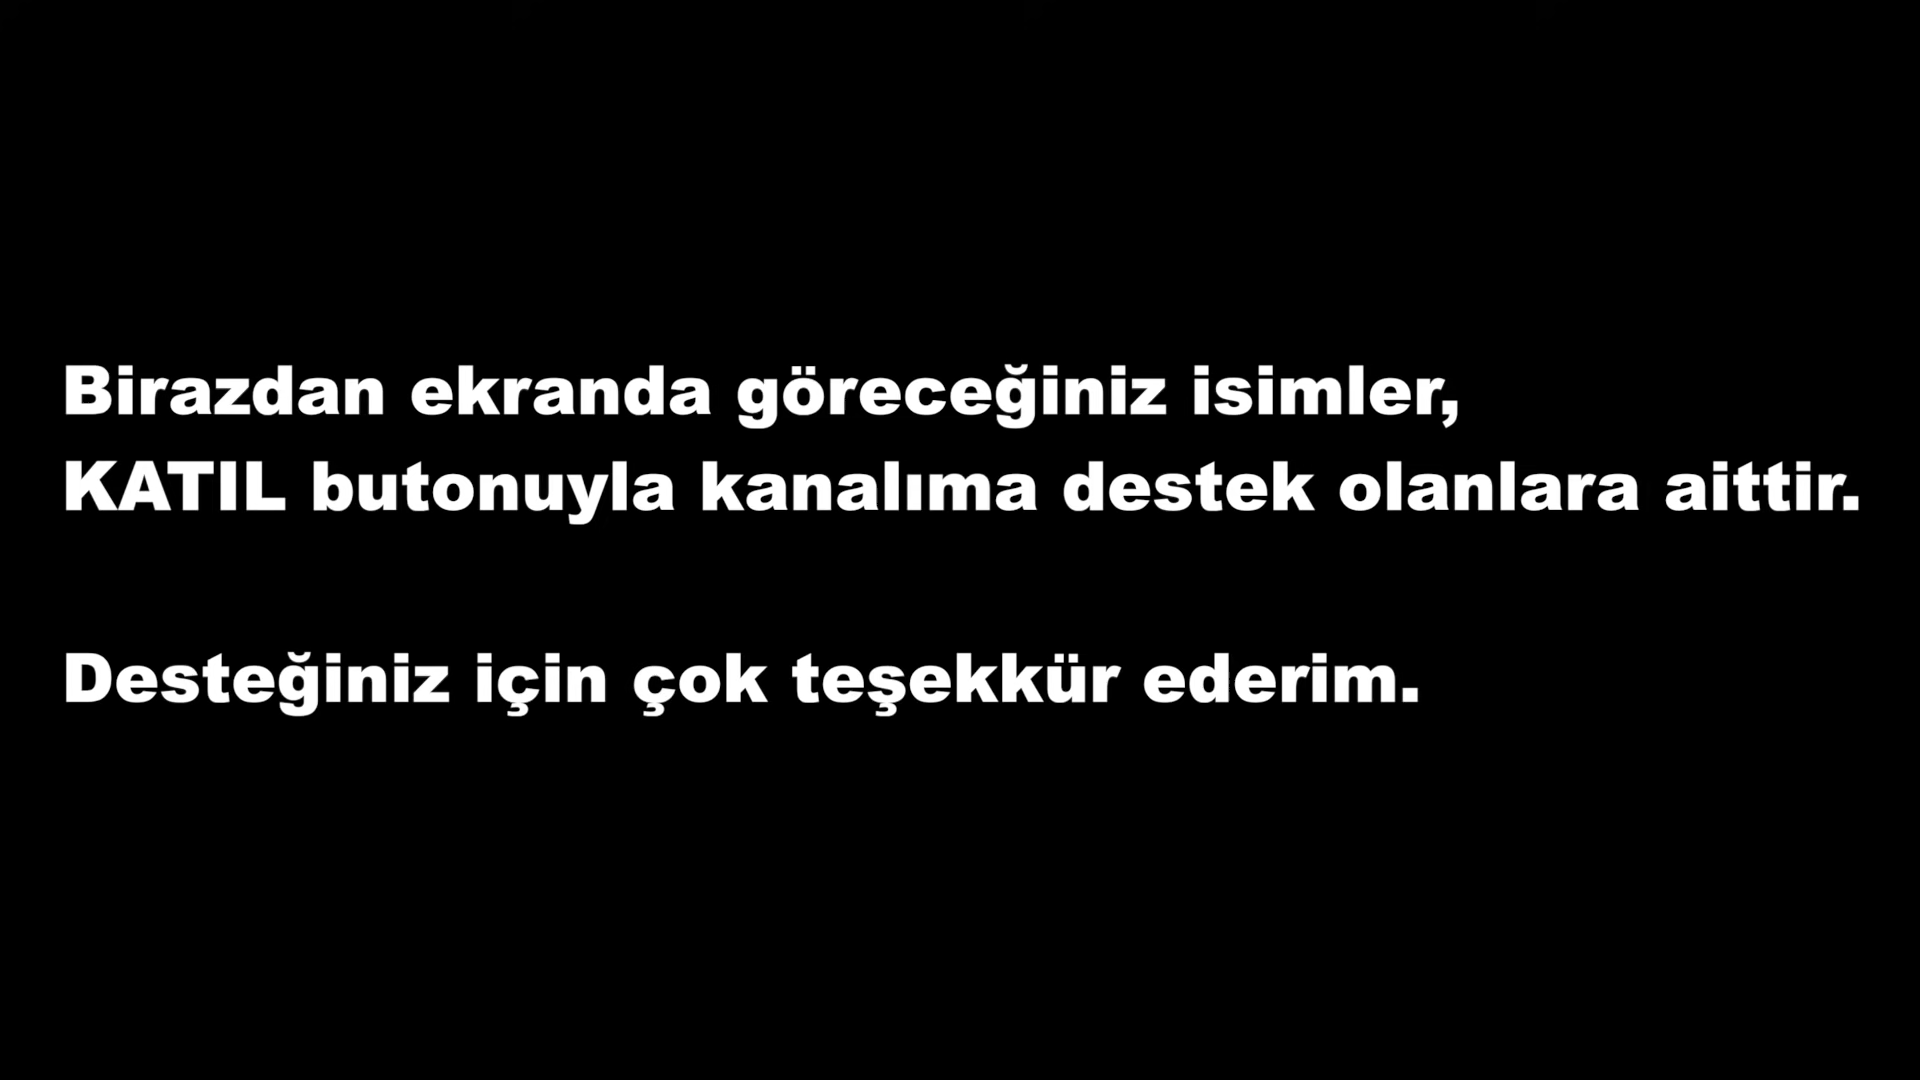 Birazdan ekranda göreceğiniz isimler,
KATIL butonuyla kanalıma destek olanlara aittir.
Desteğiniz için çok teşekkür ederim.